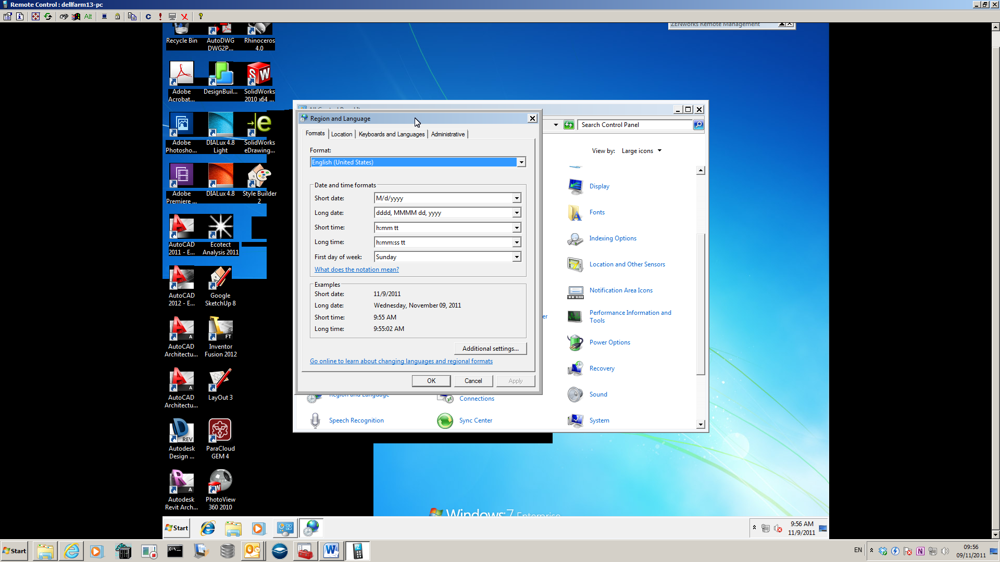 Remote Control : dellfarm13-pc
Alt
ZENworks Remote Management
Recycle Bin
AutoDWG DWG2P...
Rhinoceros 4.0
Adobe Acrobat...
DesignBuil...
SolidWorks 2010 x64 ...
Adobe Photosho...
DIALux 4.8 Light
SolidWorks eDrawing...
Adobe Premiere ...
DIALux 4.8
Style Builder 2
AutoCAD 2011 - E...
Ecotect Analysis 2011
AutoCAD 2012 - E...
Google SketchUp 8
AutoCAD Architectu...
Inventor Fusion 2012
AutoCAD Architectu...
LayOut 3
Autodesk Design ...
ParaCloud GEM 4
Autodesk Revit Arch...
PhotoView 360 2010
Search Control Panel
View by: Large icons
Region and Language
Formats
Location
Keyboards and Languages
Administrative
Format:
English (United States)
Date and time formats
Short date: M/d/yyyy
Long date: dddd, MMMM dd, yyyy
Short time: h:mm tt
Long time: h:mm:ss tt
First day of week: Sunday
What does the notation mean?
Examples
Short date: 11/9/2011
Long date: Wednesday, November 09, 2011
Short time: 9:55 AM
Long time: 9:55:02 AM
Additional settings...
Go online to learn about changing languages and regional formats
OK
Cancel
Apply
Display
Fonts
Indexing Options
Location and Other Sensors
Notification Area Icons
Performance Information and Tools
Power Options
Recovery
Sound
System
Region and Language
Connections
Speech Recognition
Sync Center
Windows 7 Enterprise
Start
9:56 AM
11/9/2011
Start
EN
09:56
09/11/2011